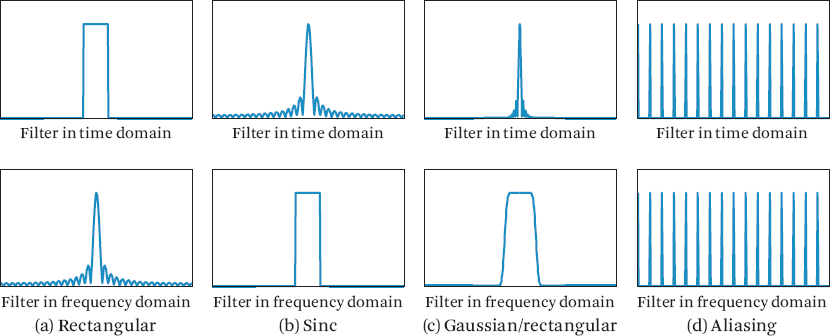 Filter in time domain
Filter in time domain
Filter in time domain
Filter in time domain
Filter in frequency domain
Filter in frequency domain
Filter in frequency domain
Filter in frequency domain
(a) Rectangular
(b) Sinc
(c) Gaussian/rectangular
(d) Aliasing